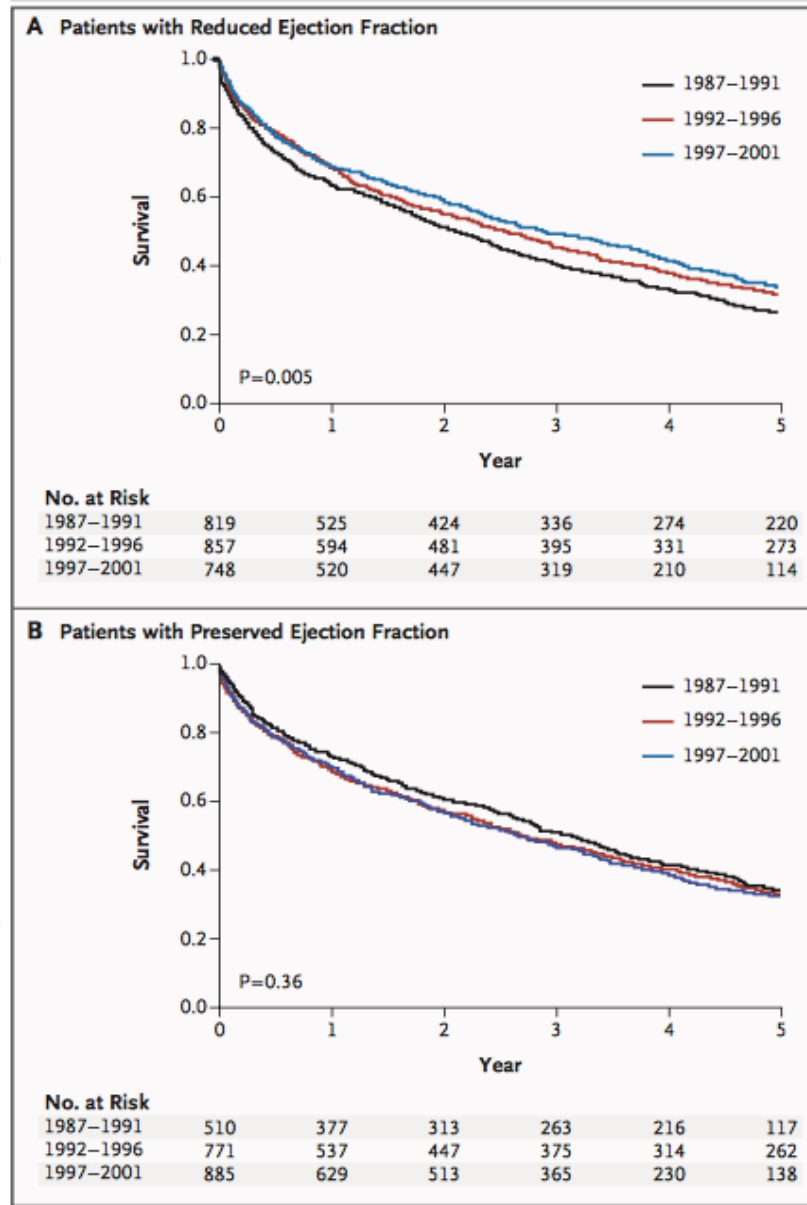 A Patients with Reduced Ejection Fraction
1.0
0.8
0.6
0.4
0.2
0.0
Survival
1987–1991
1992–1996
1997–2001
P=0.005
0 1 2 3 4 5
Year
No. at Risk
1987–1991 819 525 424 336 274 220
1992–1996 857 594 481 395 331 273
1997–2001 748 520 447 319 210 114
B Patients with Preserved Ejection Fraction
1.0
0.8
0.6
0.4
0.2
0.0
Survival
1987–1991
1992–1996
1997–2001
P=0.36
0 1 2 3 4 5
Year
No. at Risk
1987–1991 510 377 313 263 216 117
1992–1996 771 537 447 375 314 262
1997–2001 885 629 513 365 230 138